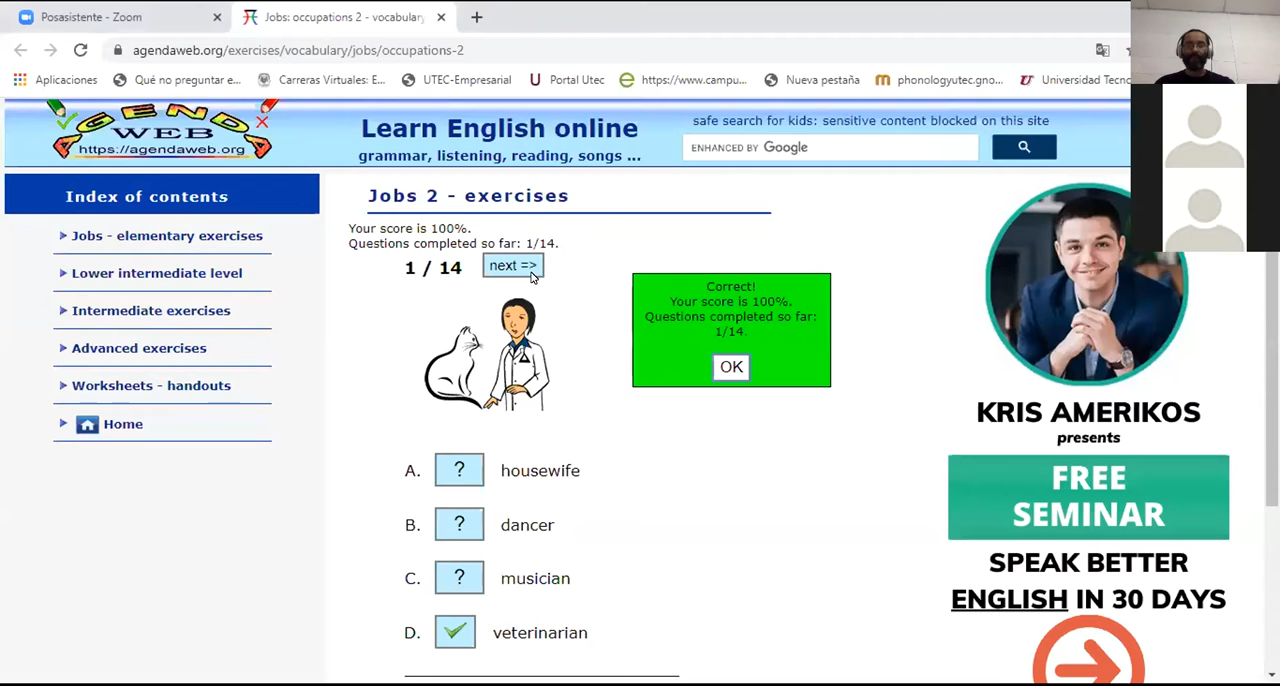 Posasistente - Zoom
Jobs: occupations 2 - vocabulary
agendaweb.org/exercises/vocabulary/jobs/occupations-2
Aplicaciones
Qué no preguntar e...
Carreras Virtuales: E...
UTEC-Empresarial
Portal Utec
https://www.campu...
Nueva pestaña
phonologyutec.gno...
Universidad Tecno
AGENDA
WEB
https://agendaweb.org
Learn English online
grammar, listening, reading, songs ...
safe search for kids: sensitive content blocked on this site
ENHANCED BY Google
Index of contents
Jobs - elementary exercises
Lower intermediate level
Intermediate exercises
Advanced exercises
Worksheets - handouts
Home
Jobs 2 - exercises
Your score is 100%.
Questions completed so far: 1/14.
1 / 14
next =>
Correct!
Your score is 100%.
Questions completed so far:
1/14.
OK
A. ? housewife
B. ? dancer
C. ? musician
D. veterinarian
KRIS AMERIKOS
presents
FREE
SEMINAR
SPEAK BETTER
ENGLISH IN 30 DAYS